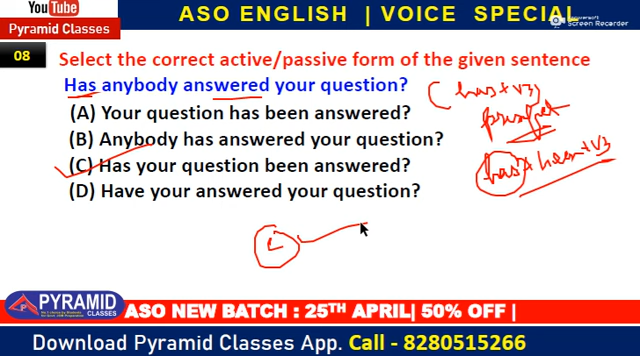 YouTube
Pyramid Classes
ASO ENGLISH | VOICE SPECIAL
Screen Recorder
08
Select the correct active/passive form of the given sentence
Has anybody answered your question?
(has + V3)
(A) Your question has been answered?
(B) Anybody has answered your question?
(C) Has your question been answered?
has + been + V3
(D) Have your answered your question?
C
PYRAMID
CLASSES
ASO NEW BATCH : 25TH APRIL| 50% OFF |
Download Pyramid Classes App. Call - 8280515266